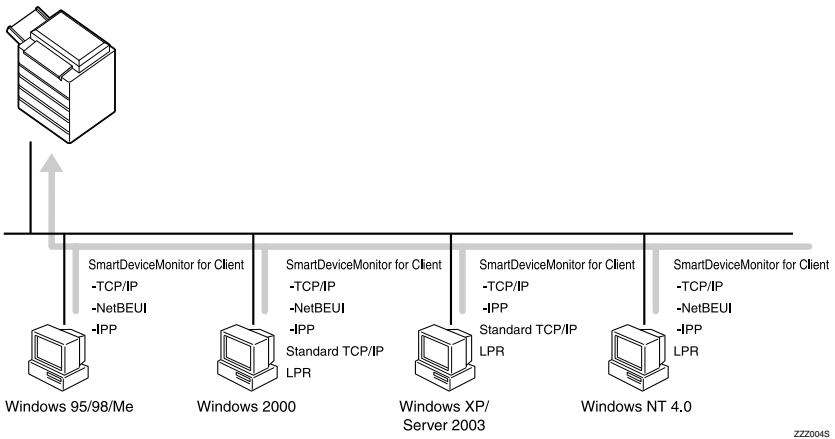 SmartDeviceMonitor for Client
-TCP/IP
-NetBEUI
-IPP
Windows 95/98/Me
SmartDeviceMonitor for Client
-TCP/IP
-NetBEUI
-IPP
Standard TCP/IP
LPR
Windows 2000
SmartDeviceMonitor for Client
-TCP/IP
-IPP
Standard TCP/IP
LPR
Windows XP/
Server 2003
SmartDeviceMonitor for Client
-TCP/IP
-NetBEUI
-IPP
LPR
Windows NT 4.0
ZZZ004S